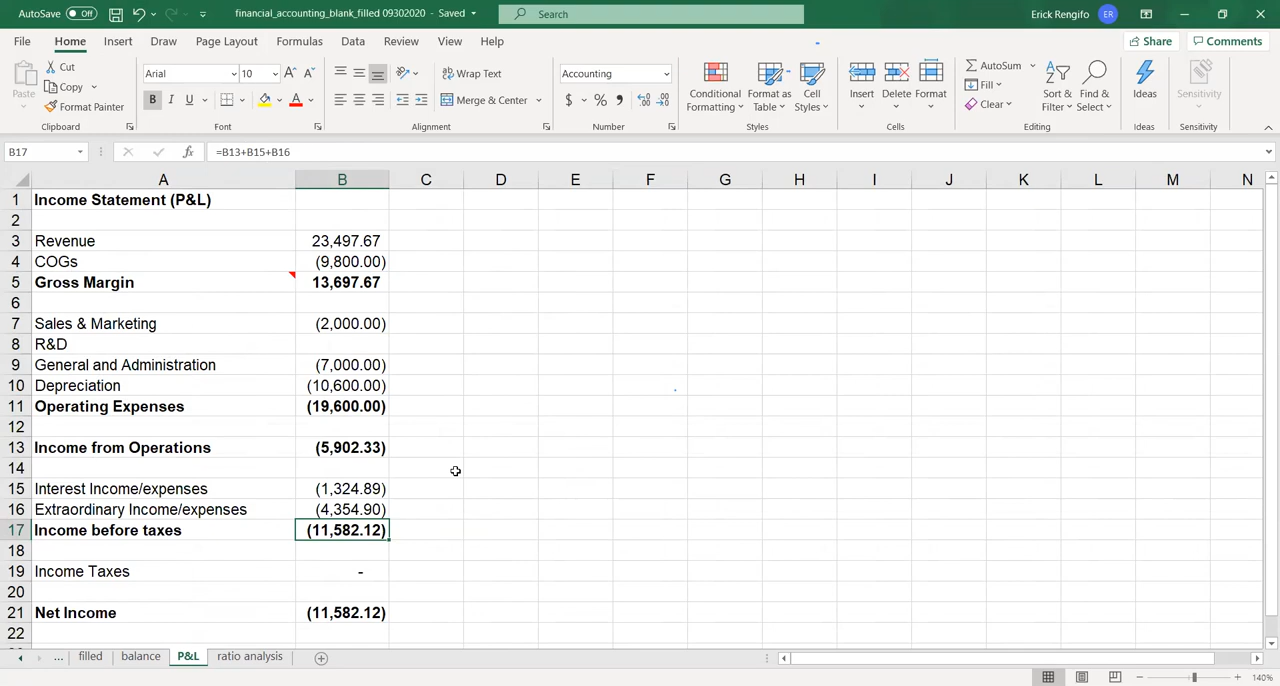 AutoSave Off financial_accounting_blank_filled 09302020 - Saved Search Erick Rengifo ER
File Home Insert Draw Page Layout Formulas Data Review View Help Share Comments
Paste Cut Copy Format Painter Clipboard
Arial 10 A A B I U A Font
Wrap Text Merge & Center Alignment
Accounting $ % , Number
Conditional Formatting Format as Table Cell Styles Styles
Insert Delete Format Cells
AutoSum Fill Clear Sort & Filter Find & Select Editing
Ideas Ideas
Sensitivity Sensitivity
B17 fx =B13+B15+B16
A B C D E F G H I J K L M N
1 Income Statement (P&L)
2
3 Revenue 23,497.67
4 COGs (9,800.00)
5 Gross Margin 13,697.67
6
7 Sales & Marketing (2,000.00)
8 R&D
9 General and Administration (7,000.00)
10 Depreciation (10,600.00)
11 Operating Expenses (19,600.00)
12
13 Income from Operations (5,902.33)
14
15 Interest Income/expenses (1,324.89)
16 Extraordinary Income/expenses (4,354.90)
17 Income before taxes (11,582.12)
18
19 Income Taxes -
20
21 Net Income (11,582.12)
22
... filled balance P&L ratio analysis
140%